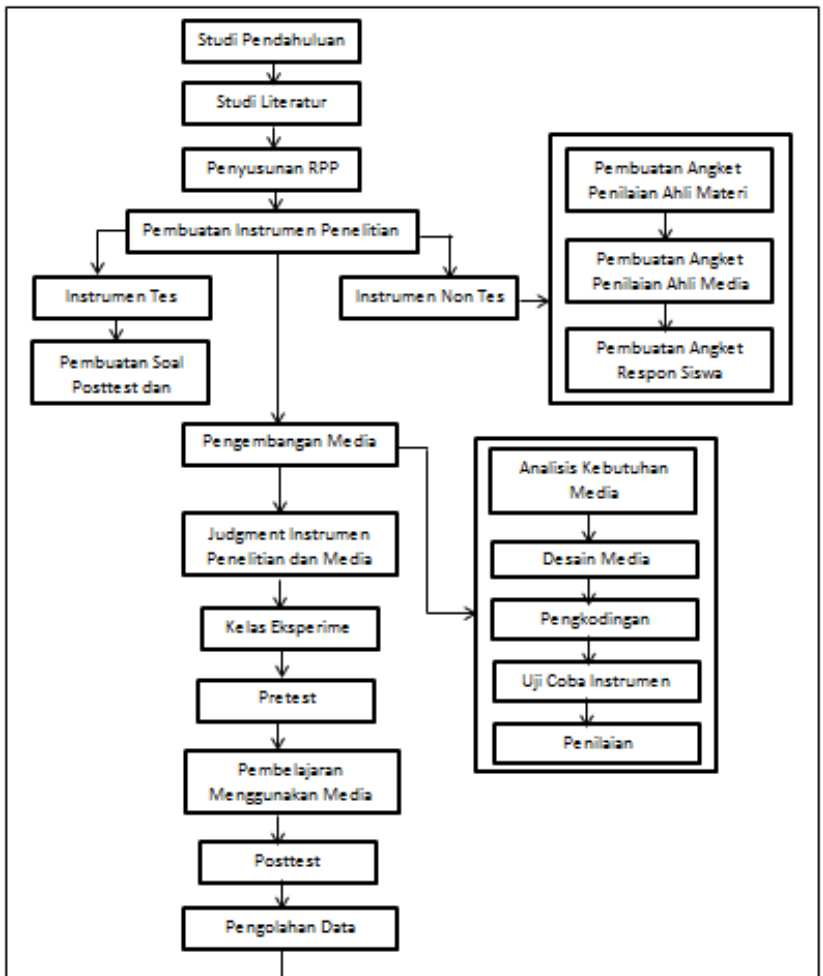 Studi Pendahuluan
Studi Literatur
Penyusunan RPP
Pembuatan Instrumen Penelitian
Instrumen Tes
Pembuatan Soal
Posttest dan
Instrumen Non Tes
Pembuatan Angket
Penilaian Ahli Materi
Pembuatan Angket
Penilaian Ahli Media
Pembuatan Angket
Respon Siswa
Pengembangan Media
Analisis Kebutuhan
Media
Desain Media
Pengkodingan
Uji Coba Instrumen
Penilaian
Judgment Instrumen
Penelitian dan Media
Kelas Eksperime
Pretest
Pembelajaran
Menggunakan Media
Posttest
Pengolahan Data